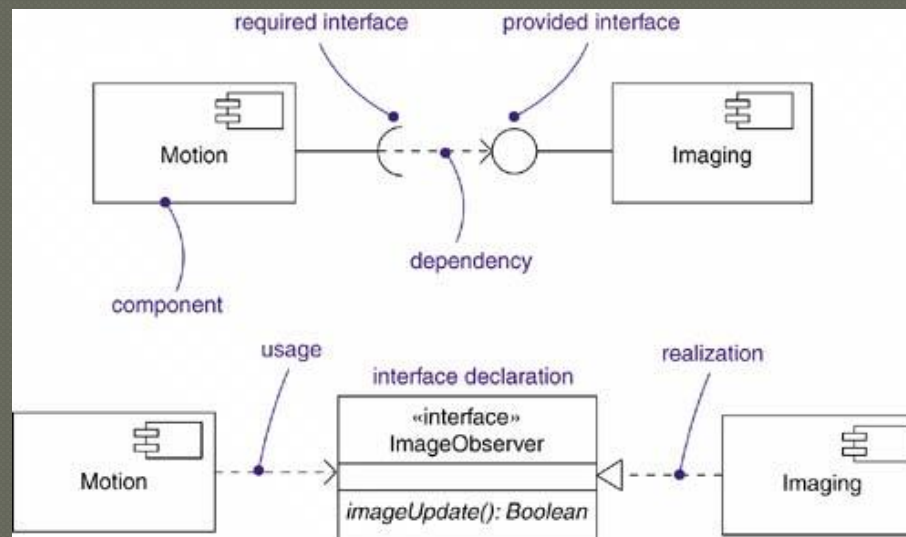 required interface
provided interface
Motion
Imaging
dependency
component
usage
interface declaration
realization
«interface»
ImageObserver
Motion
Imaging
imageUpdate(): Boolean